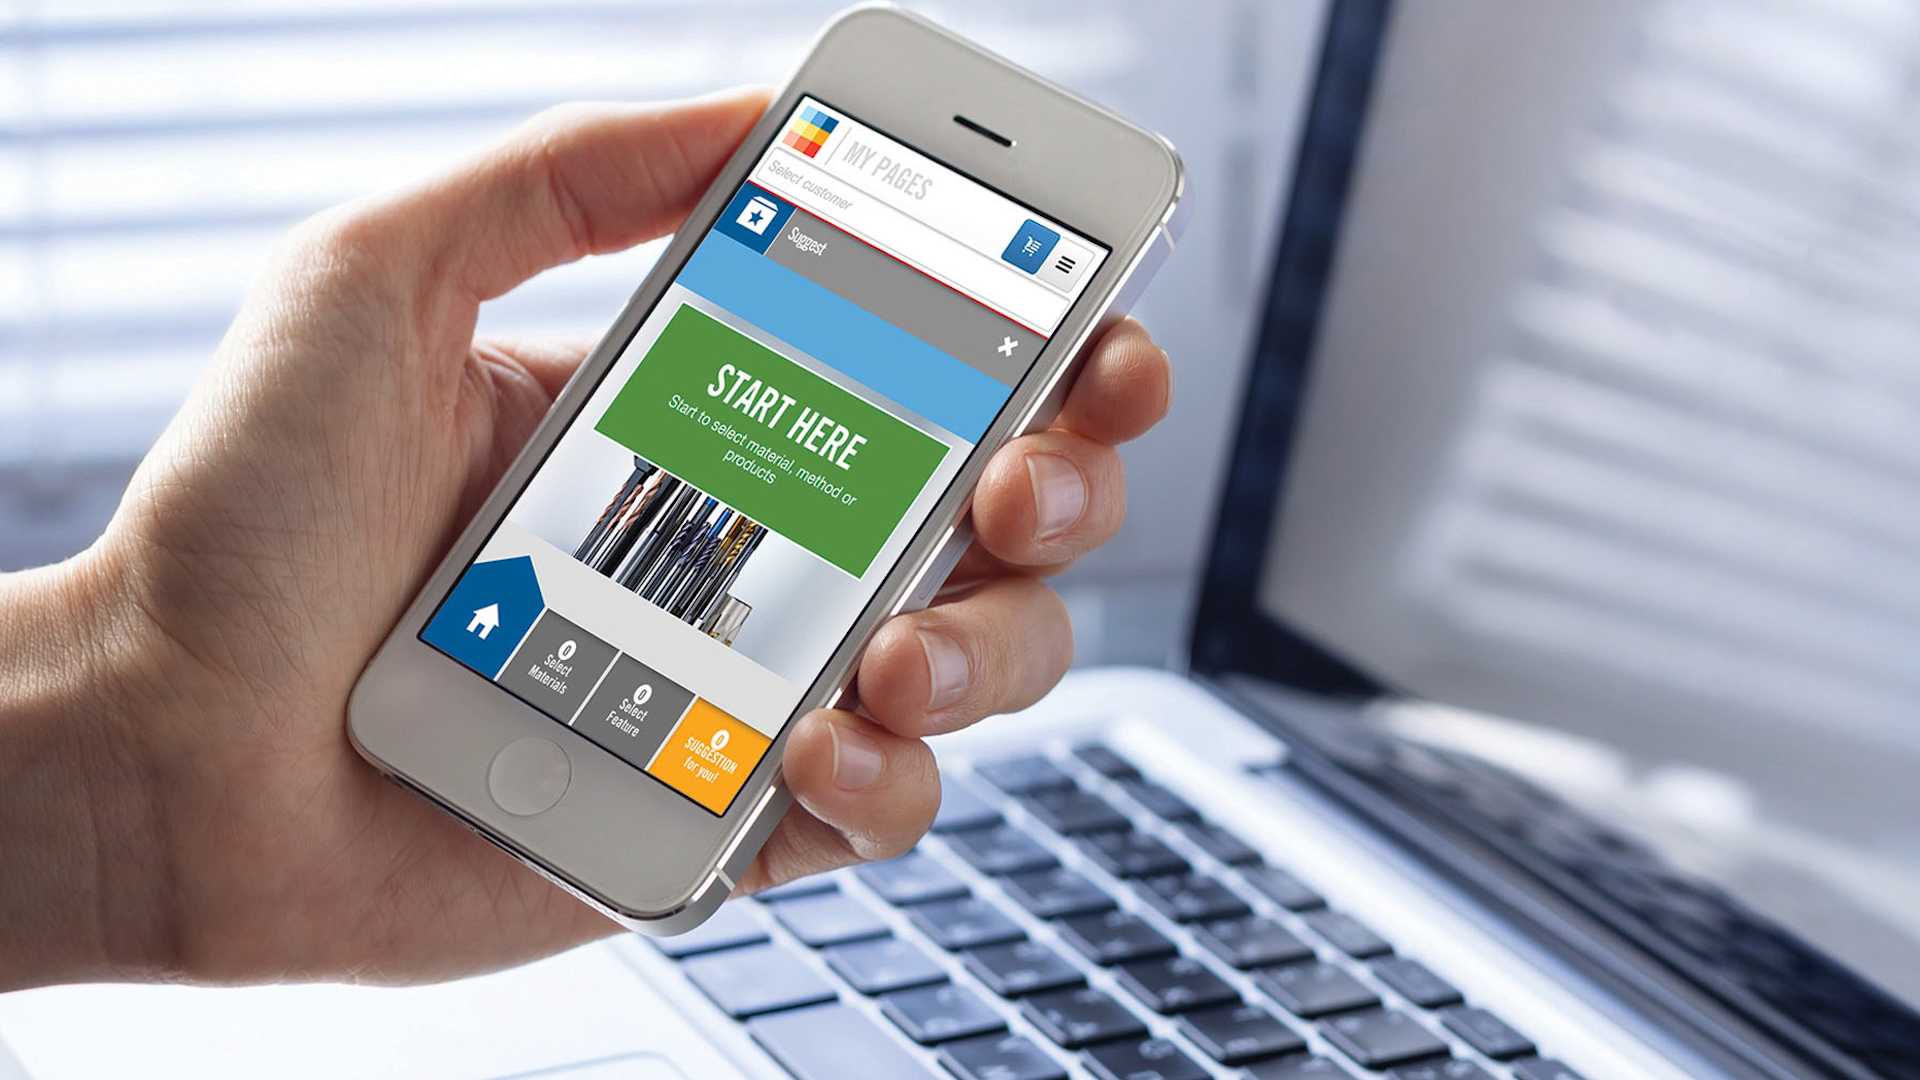 MY PAGES
Select customer
Suggest
START HERE
Start to select material, method or
products
0
Select
Materials
0
Select
Feature
0
SUGGESTION
for you!